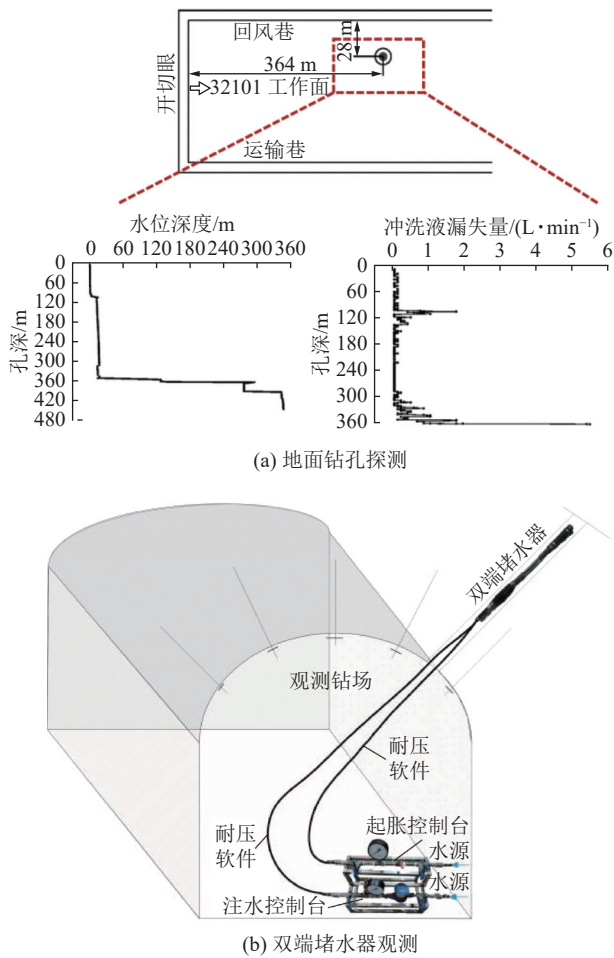 回风巷
28 m
364 m
开切眼
32101 工作面
运输巷
水位深度/m
0 60 120 180 240 300 360
孔深/m
0
60
120
180
240
300
360
420
480
冲洗液漏失量/(L·min⁻¹)
0 1 2 3 4 5 6
孔深/m
0
60
120
180
240
300
360
(a) 地面钻孔探测
双端堵水器
观测钻场
耐压
软件
耐压
软件
起胀控制台
水源
水源
注水控制台
(b) 双端堵水器观测